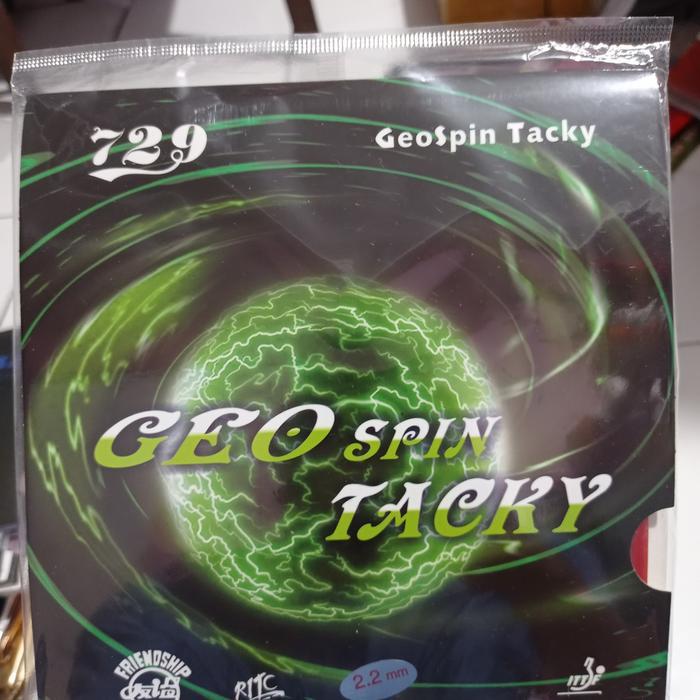 729
GeoSpin Tacky
GEO SPIN
TACKY
FRIENDSHIP
友谊
RITC
2.2 mm
ITTF